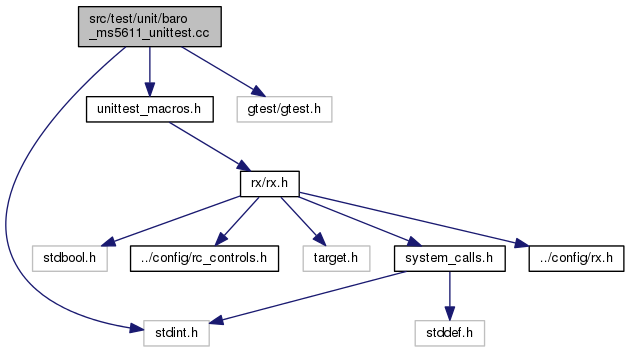 src/test/unit/baro
_ms5611_unittest.cc
unittest_macros.h
gtest/gtest.h
rx/rx.h
stdbool.h
../config/rc_controls.h
target.h
system_calls.h
../config/rx.h
stdint.h
stddef.h